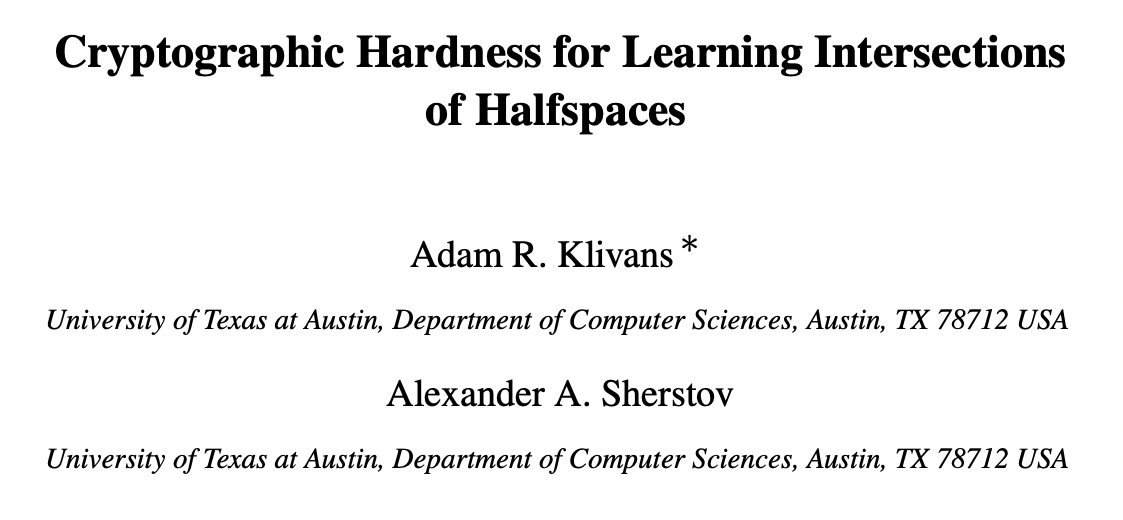 Cryptographic Hardness for Learning Intersections
of Halfspaces
Adam R. Klivans *
University of Texas at Austin, Department of Computer Sciences, Austin, TX 78712 USA
Alexander A. Sherstov
University of Texas at Austin, Department of Computer Sciences, Austin, TX 78712 USA